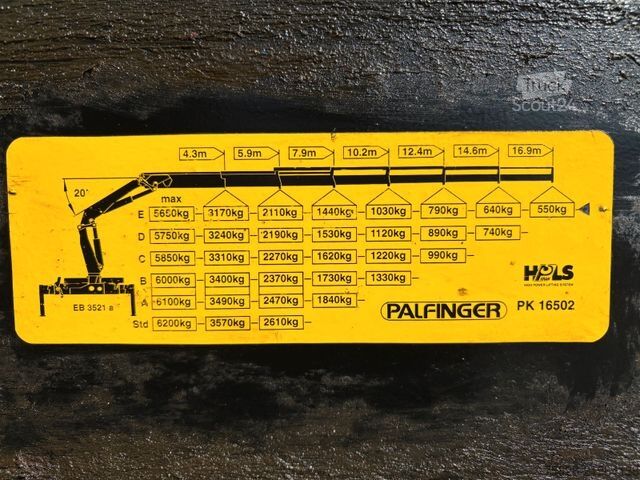 Truck
Scout24
4.3m 5.9m 7.9m 10.2m 12.4m 14.6m 16.9m
20°
max
E 5650kg 3170kg 2110kg 1440kg 1030kg 790kg 640kg 550kg
D 5750kg 3240kg 2190kg 1530kg 1120kg 890kg 740kg
C 5850kg 3310kg 2270kg 1620kg 1220kg 990kg
B 6000kg 3400kg 2370kg 1730kg 1330kg
A 6100kg 3490kg 2470kg 1840kg
Std 6200kg 3570kg 2610kg
EB 3521 a
HPLS
HIGH POWER LIFTING SYSTEM
PALFINGER PK 16502